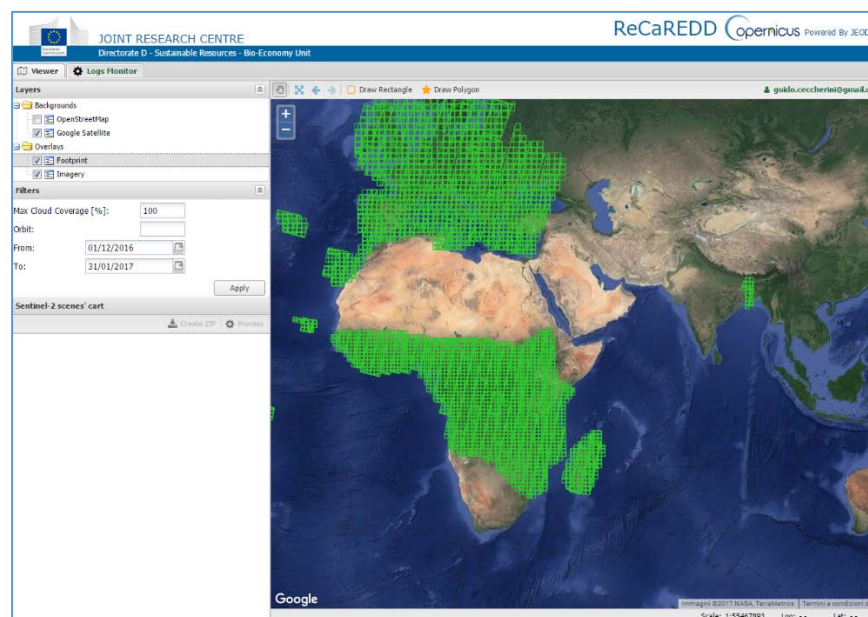 JOINT RESEARCH CENTRE
ReCaREDD Copernicus Powered By JEOD
Directorate D - Sustainable Resources - Bio-Economy Unit
Viewer Logs Monitor
Layers
Draw Rectangle Draw Polygon
guido.ceccherini@gmail.c
Backgrounds
OpenStreetMap
Google Satellite
Overlays
Footprint
Imagery
Filters
Max Cloud Coverage [%]: 100
Orbit:
From: 01/12/2016
To: 31/01/2017
Apply
Sentinel-2 scenes' cart
Create ZIP Process
Google
Immagini ©2017 NASA, TerraMetrics Termini e condizioni d
Scale: 1:55467893 Lon: -- Lat: --